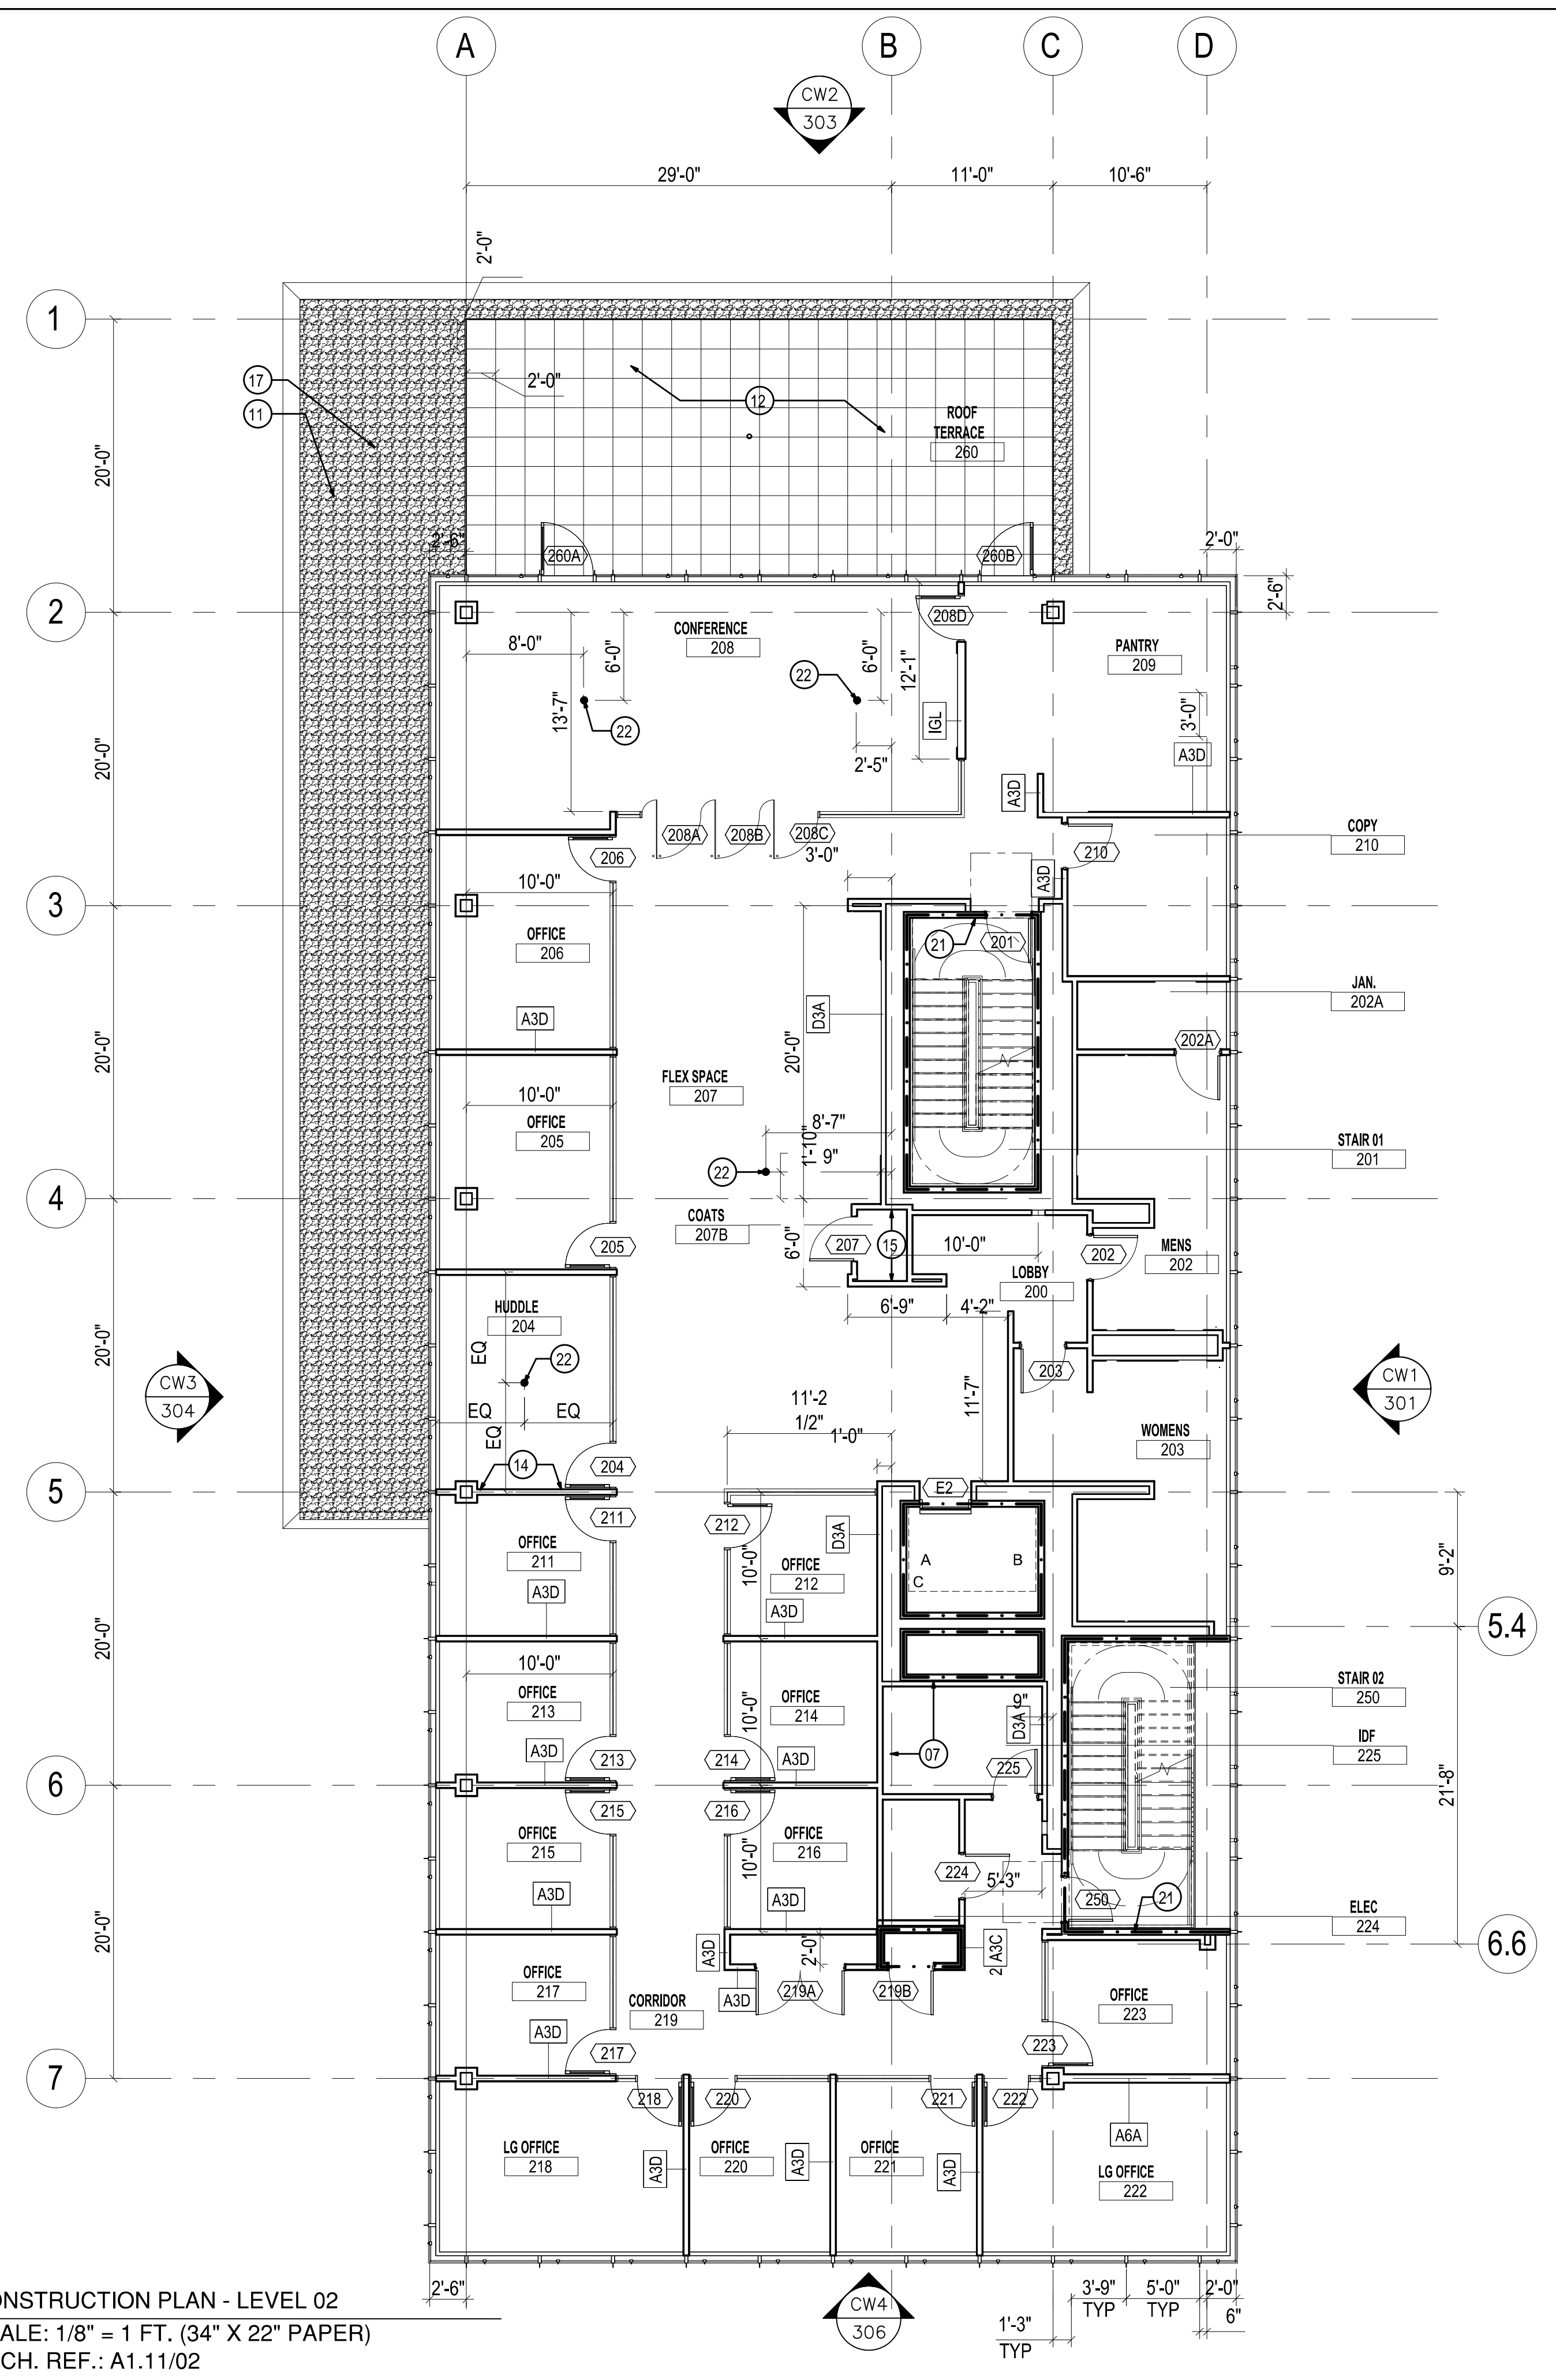 A
B
C
D
CW2
303
29'-0"
11'-0"
10'-6"
2'-0"
1
17
11
2'-0"
12
ROOF
TERRACE
260
20'-0"
2'-6"
260A
260B
2'-0"
2
2'-6"
208D
CONFERENCE
208
PANTRY
209
8'-0"
6'-0"
6'-0"
12'-1"
22
22
13'-7"
IGL
3'-0"
2'-5"
A3D
20'-0"
A3D
208A
208B
208C
3'-0"
COPY
210
206
210
A3D
10'-0"
3
OFFICE
206
21
201
JAN.
202A
A3D
D3A
202A
20'-0"
20'-0"
FLEX SPACE
207
10'-0"
OFFICE
205
8'-7"
1'-10"
9"
STAIR 01
201
22
4
COATS
207B
205
6'-0"
207
15
10'-0"
202
MENS
202
LOBBY
200
HUDDLE
204
6'-9"
4'-2"
EQ
22
20'-0"
203
CW3
304
CW1
301
11'-7"
EQ
EQ
11'-2
1/2"
1'-0"
EQ
WOMENS
203
14
204
5
E2
211
212
D3A
OFFICE
211
10'-0"
OFFICE
212
A
B
C
9'-2"
A3D
A3D
20'-0"
5.4
10'-0"
STAIR 02
250
OFFICE
213
OFFICE
214
10'-0"
9"
D3A
IDF
225
A3D
213
214
A3D
07
225
6
21'-8"
215
216
OFFICE
215
OFFICE
216
10'-0"
224
5'-3"
A3D
A3D
250
21
ELEC
224
20'-0"
6.6
A3D
2'-0"
A3C
2
OFFICE
217
A3D
219A
219B
CORRIDOR
219
OFFICE
223
A3D
217
223
7
218
220
221
222
A6A
LG OFFICE
218
A3D
OFFICE
220
A3D
OFFICE
221
A3D
LG OFFICE
222
2'-6"
CW4
306
3'-9"
TYP
5'-0"
TYP
2'-0"
1'-3"
TYP
6"
ONSTRUCTION PLAN - LEVEL 02
ALE: 1/8" = 1 FT. (34" X 22" PAPER)
CH. REF.: A1.11/02